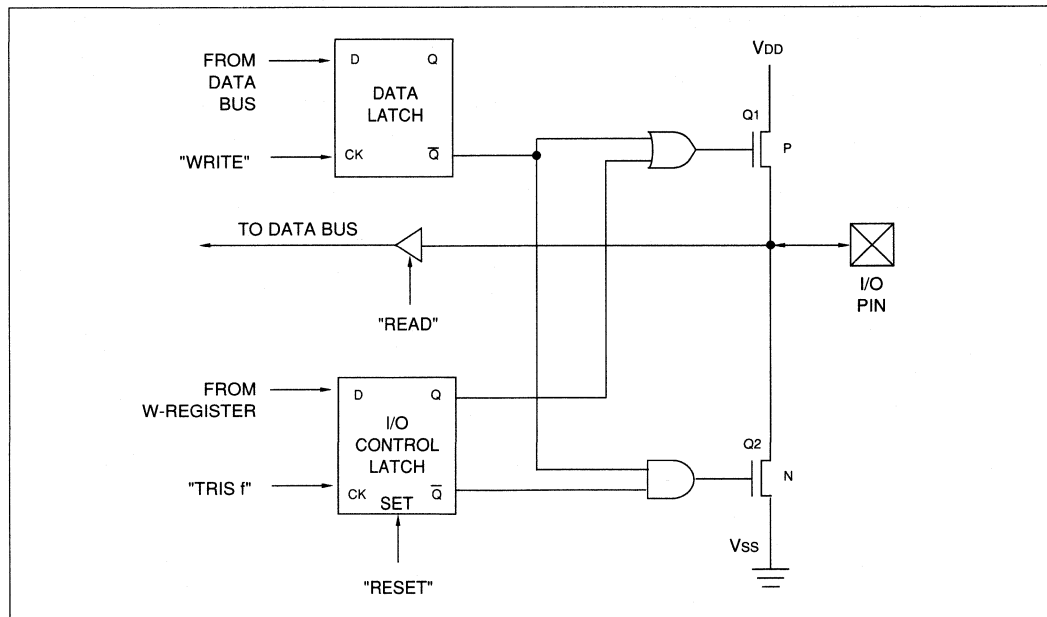 FROM
DATA
BUS
D
Q
DATA
LATCH
"WRITE"
CK
Q̅
VDD
Q1
P
TO DATA BUS
I/O
PIN
"READ"
FROM
W-REGISTER
D
Q
I/O
CONTROL
LATCH
"TRIS f"
CK
Q̅
SET
Q2
N
VSS
"RESET"